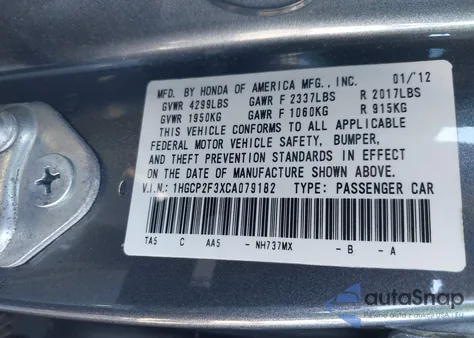 MFD. BY HONDA OF AMERICA MFG., INC. 01/12
GVWR 4299LBS GAWR F 2337LBS R 2017LBS
GVWR 1950KG GAWR F 1060KG R 915KG
THIS VEHICLE CONFORMS TO ALL APPLICABLE
FEDERAL MOTOR VEHICLE SAFETY, BUMPER,
AND THEFT PREVENTION STANDARDS IN EFFECT
ON THE DATE OF MANUFACTURE SHOWN ABOVE.
V.I.N: 1HGCP2F3XCA079182 TYPE: PASSENGER CAR
TA5 C AA5 - NH737MX - B - A
autoSnap